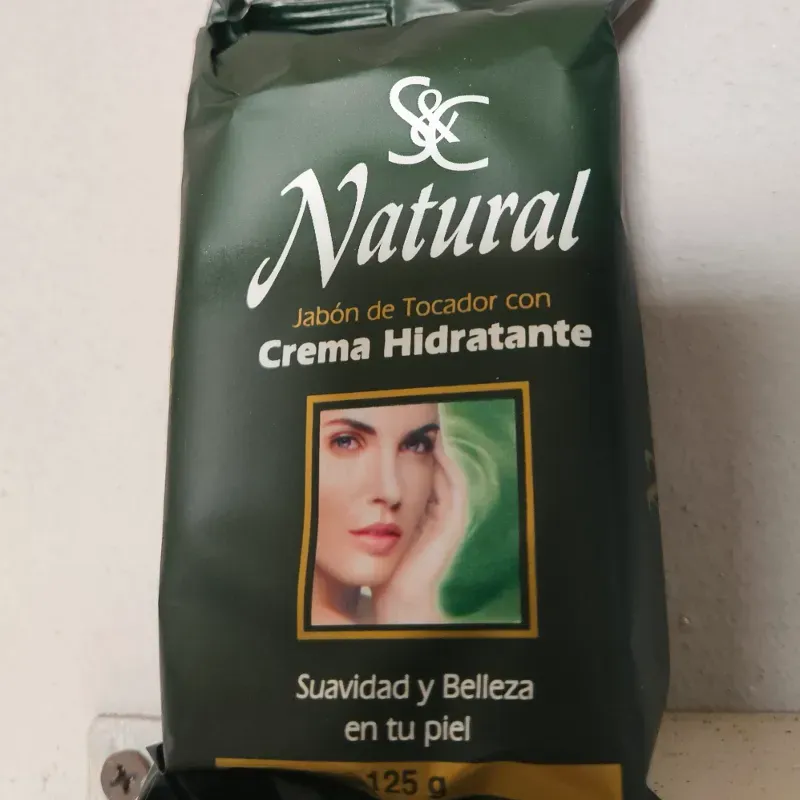 S&C
Natural
Jabón de Tocador con
Crema Hidratante
Suavidad y Belleza
en tu piel
125 g